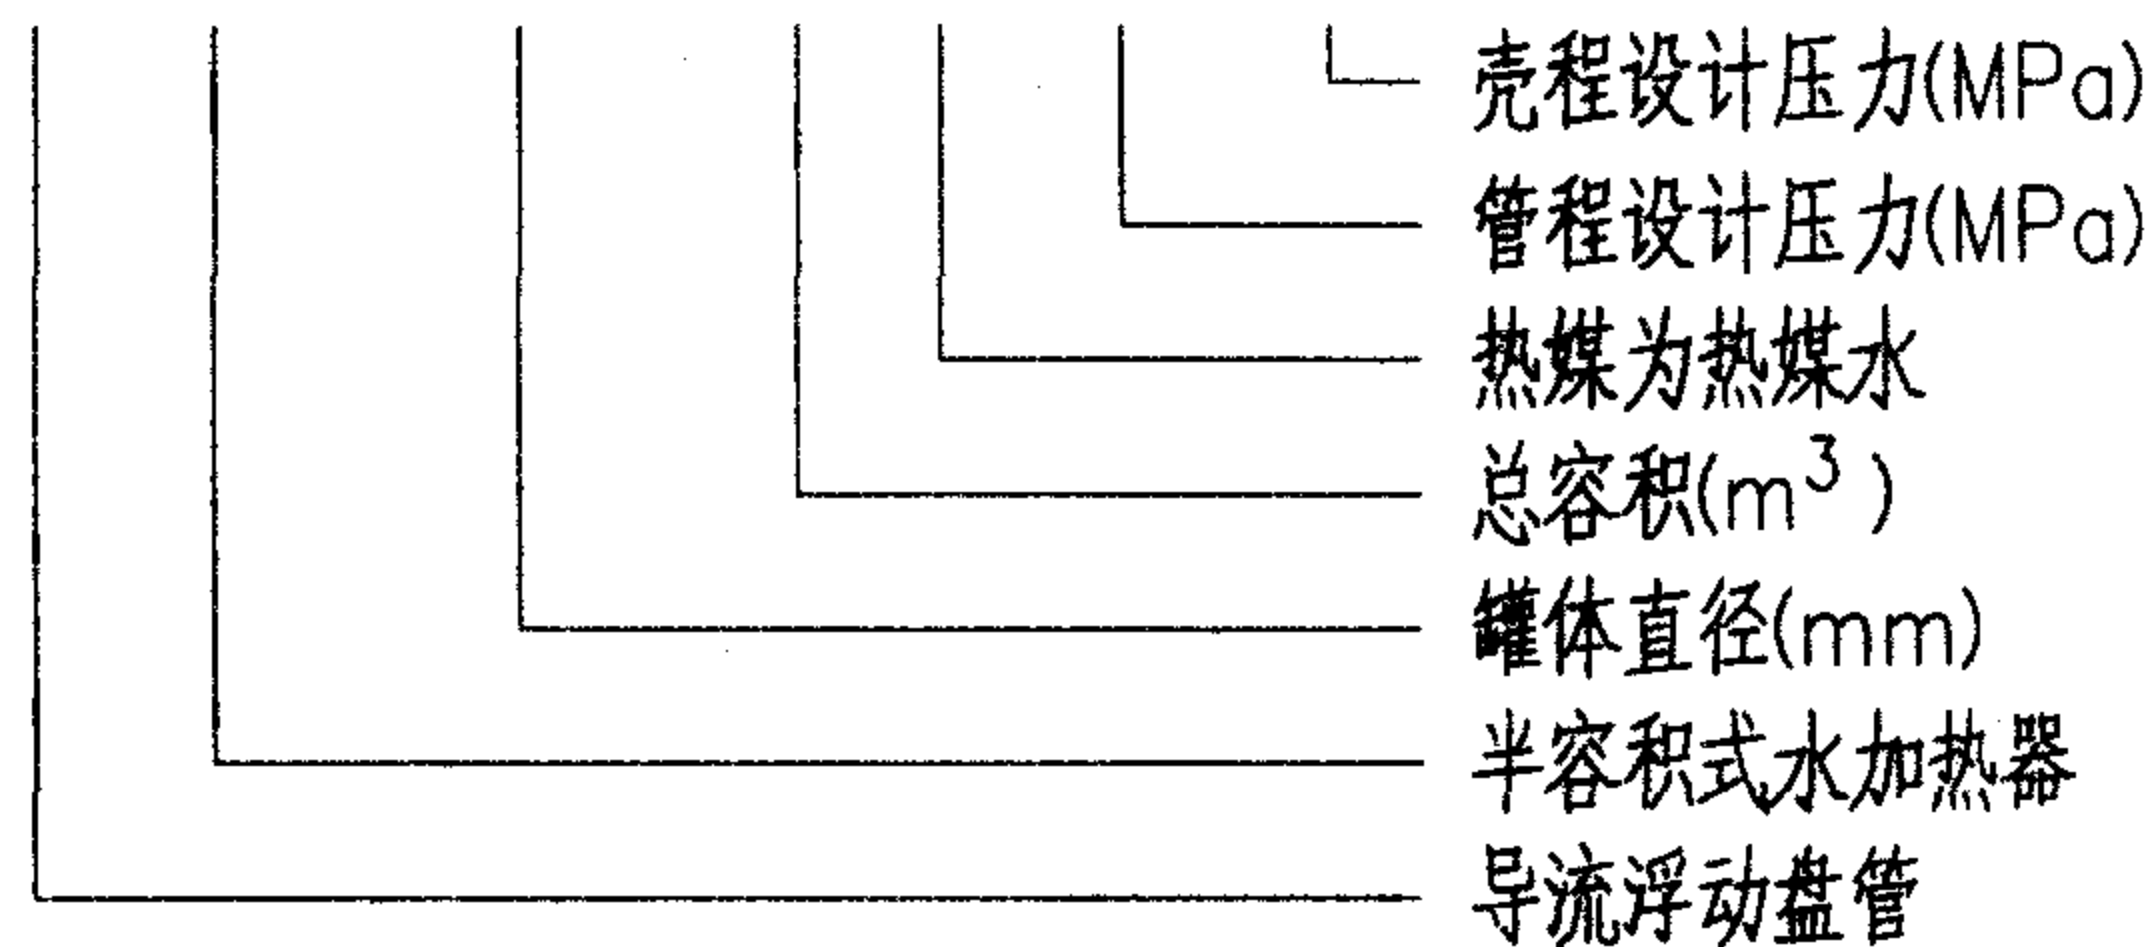 壳程设计压力(MPa)
管程设计压力(MPa)
热媒为热媒水
总容积(m³)
罐体直径(mm)
半容积式水加热器
导流浮动盘管